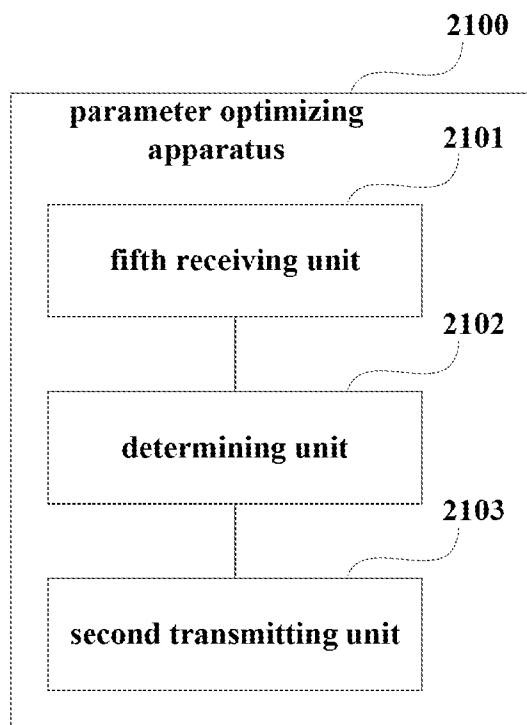 2100
parameter optimizing
apparatus
2101
fifth receiving unit
2102
determining unit
2103
second transmitting unit